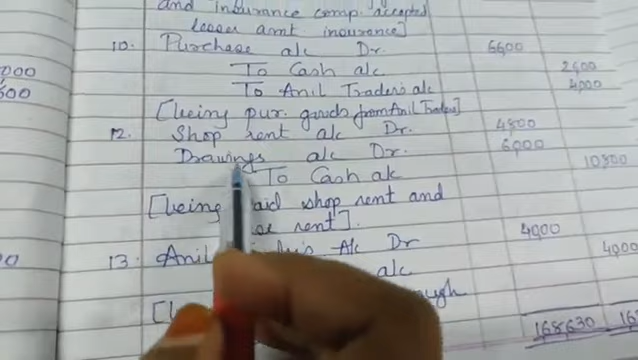 and insurance comp. accepted
lesser amt insurance]
10. Purchase a/c Dr. 6600
000 To Cash a/c 2600
500 To Anil Traders a/c 4000
[being pur. goods from Anil Traders]
12. Shop rent a/c Dr. 4800
Drawings a/c Dr. 6000
To Cash a/c 10800
[being paid shop rent and
rent].
13. Anil A/c Dr 4000
a/c 4000
168630